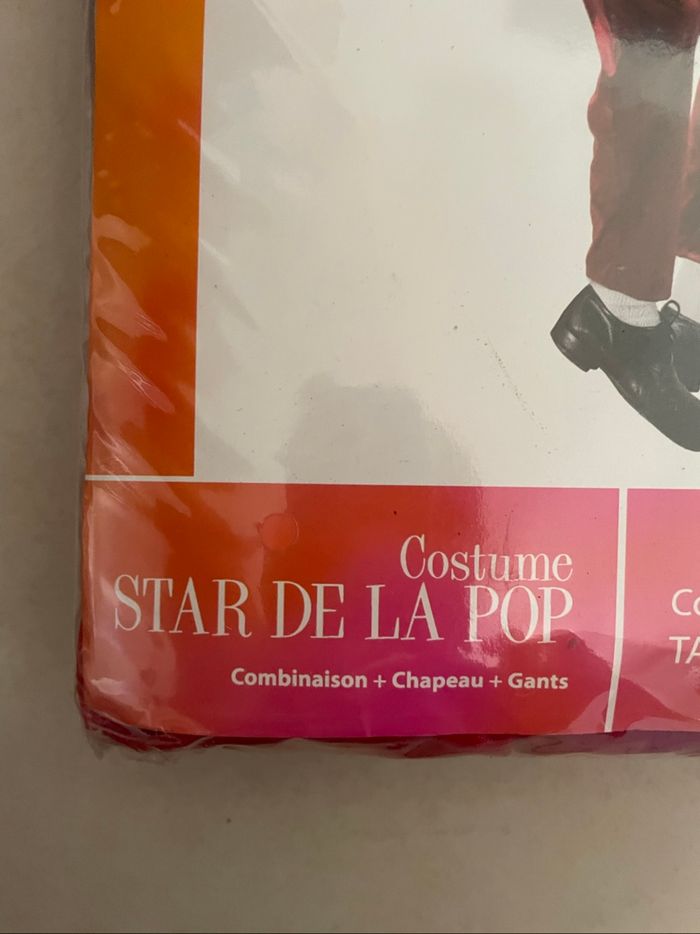 Costume
STAR DE LA POP
Combinaison + Chapeau + Gants